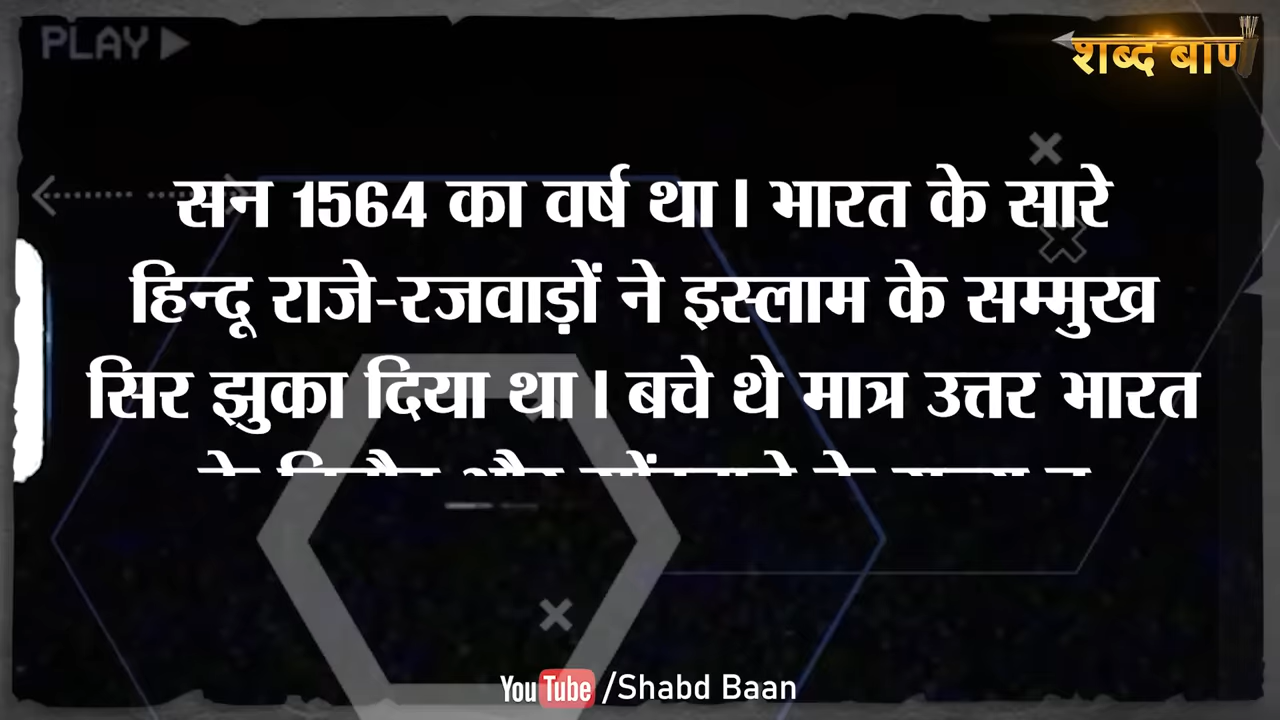 PLAY
शब्द बाण
सन 1564 का वर्ष था। भारत के सारे
हिन्दू राजे-रजवाड़ों ने इस्लाम के सम्मुख
सिर झुका दिया था। बचे थे मात्र उत्तर भारत
YouTube /Shabd Baan